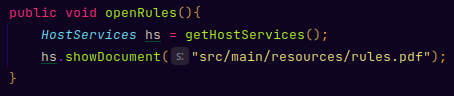 public void openRules(){
HostServices hs = getHostServices();
hs.showDocument( s: "src/main/resources/rules.pdf");
}